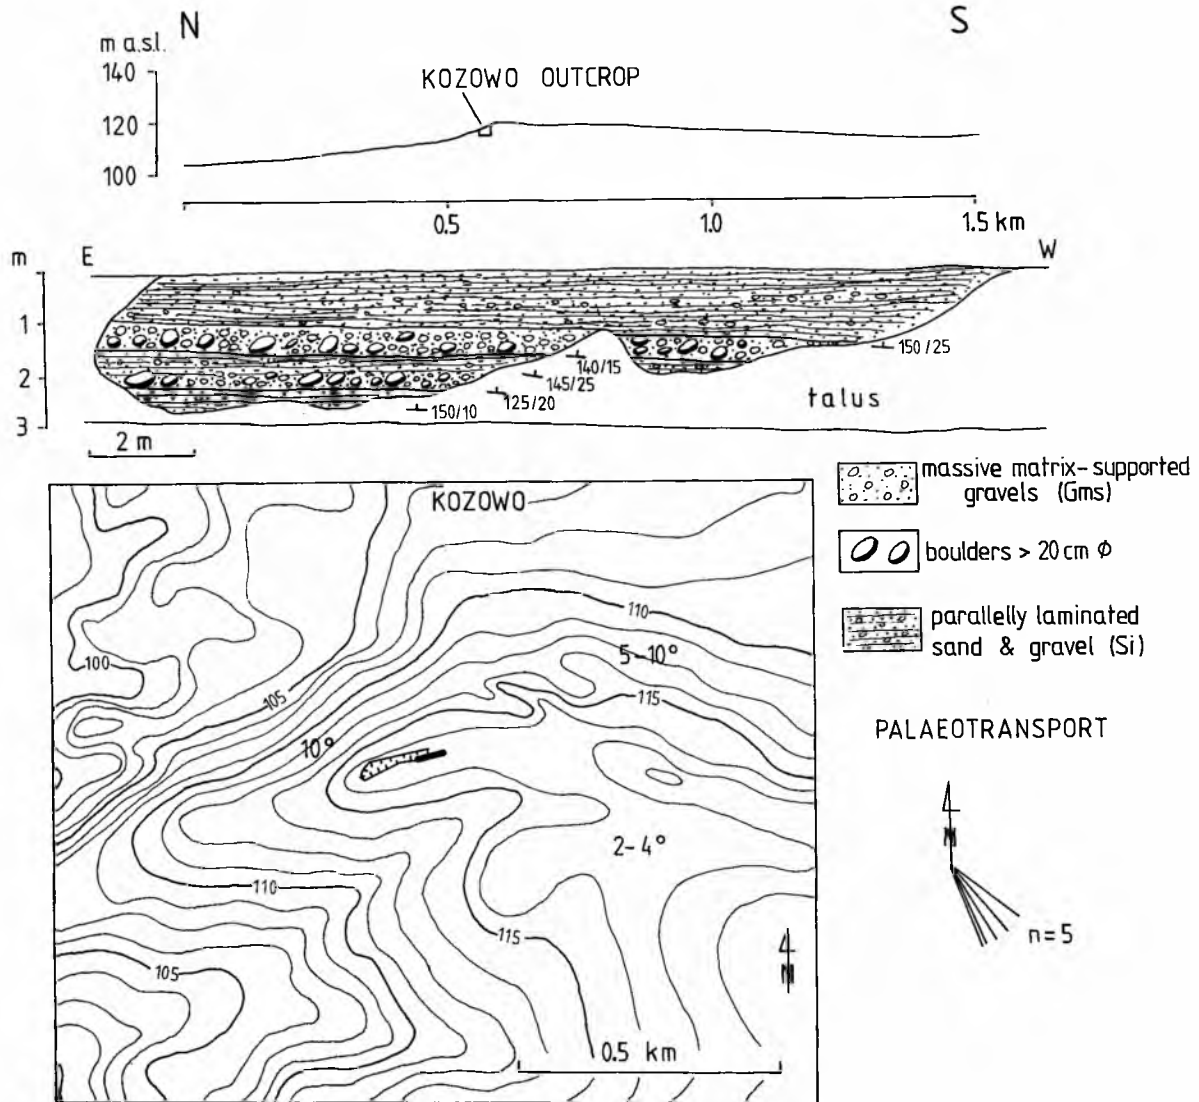 N
S
m a.s.l.
140
120
100
KOZOWO OUTCROP
0.5
1.0
1.5 km
m
E
W
1
2
3
140/15
145/25
125/20
150/10
150/25
talus
2 m
KOZOWO
110
5-10°
100
105
115
10°
2-4°
110
115
105
N
0.5 km
massive matrix-supported
gravels (Gms)
boulders > 20 cm ϕ
parallelly laminated
sand & gravel (Si)
PALAEOTRANSPORT
N
n=5